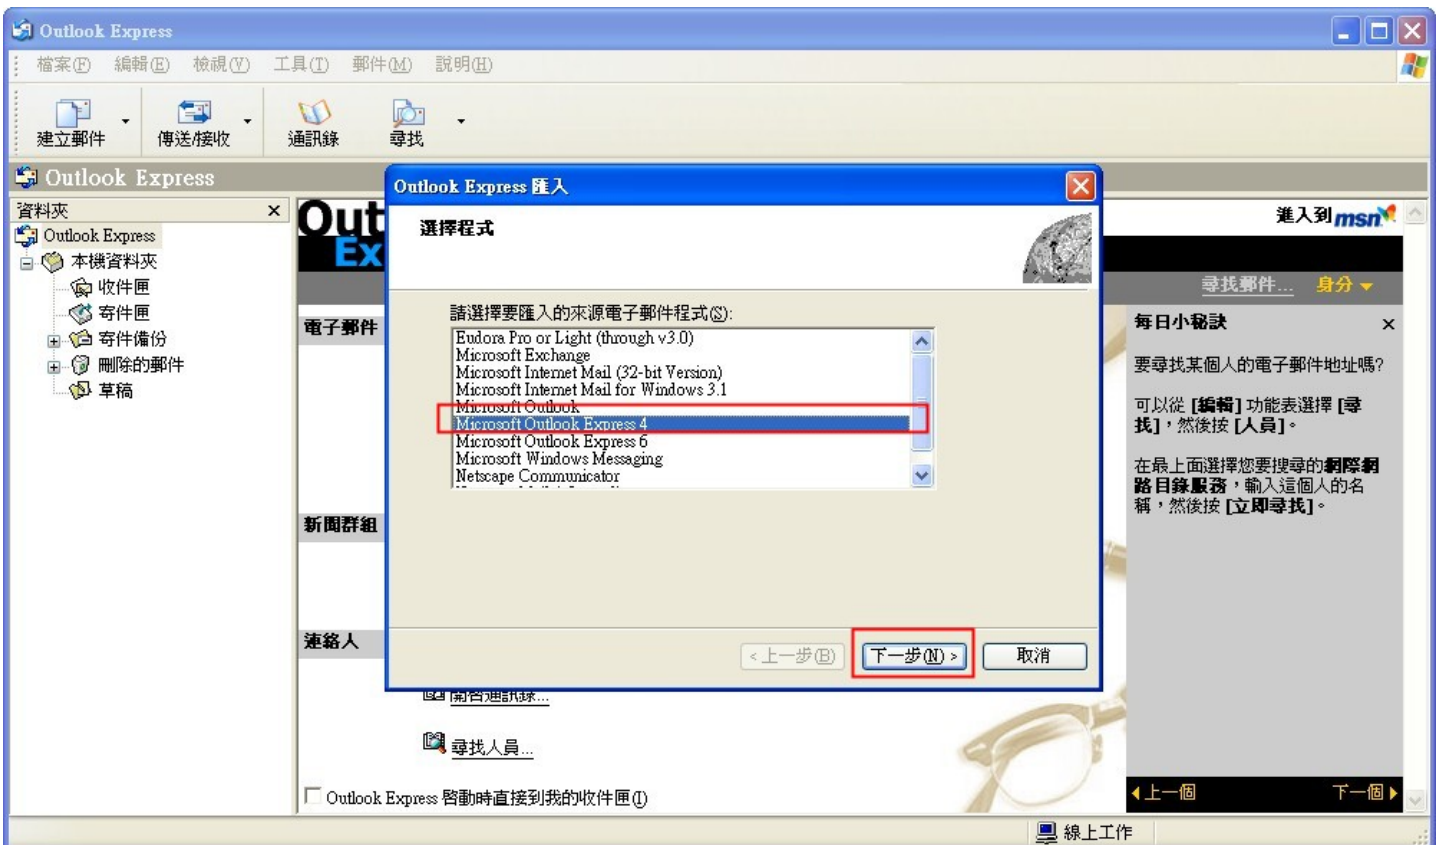 Outlook Express
檔案(F) 編輯(E) 檢視(V) 工具(T) 郵件(M) 說明(H)
建立郵件 傳送/接收 通訊錄 尋找
Outlook Express
資料夾
Outlook Express
本機資料夾
收件匣
寄件匣
寄件備份
刪除的郵件
草稿
Out
Ex
進入到 msn
尋找郵件... 身分
電子郵件
新聞群組
連絡人
開啓通訊錄...
尋找人員...
Outlook Express 啓動時直接到我的收件匣(I)
Outlook Express 匯入
選擇程式
請選擇要匯入的來源電子郵件程式(S):
Eudora Pro or Light (through v3.0)
Microsoft Exchange
Microsoft Internet Mail (32-bit Version)
Microsoft Internet Mail for Windows 3.1
Microsoft Outlook
Microsoft Outlook Express 4
Microsoft Outlook Express 6
Microsoft Windows Messaging
Netscape Communicator
<上一步(B) 下一步(N) > 取消
每日小秘訣
要尋找某個人的電子郵件地址嗎?
可以從 [編輯] 功能表選擇 [尋
找]，然後按 [人員]。
在最上面選擇您要搜尋的網際網
路目錄服務，輸入這個人的名
稱，然後按 [立即尋找]。
上一個 下一個
線上工作